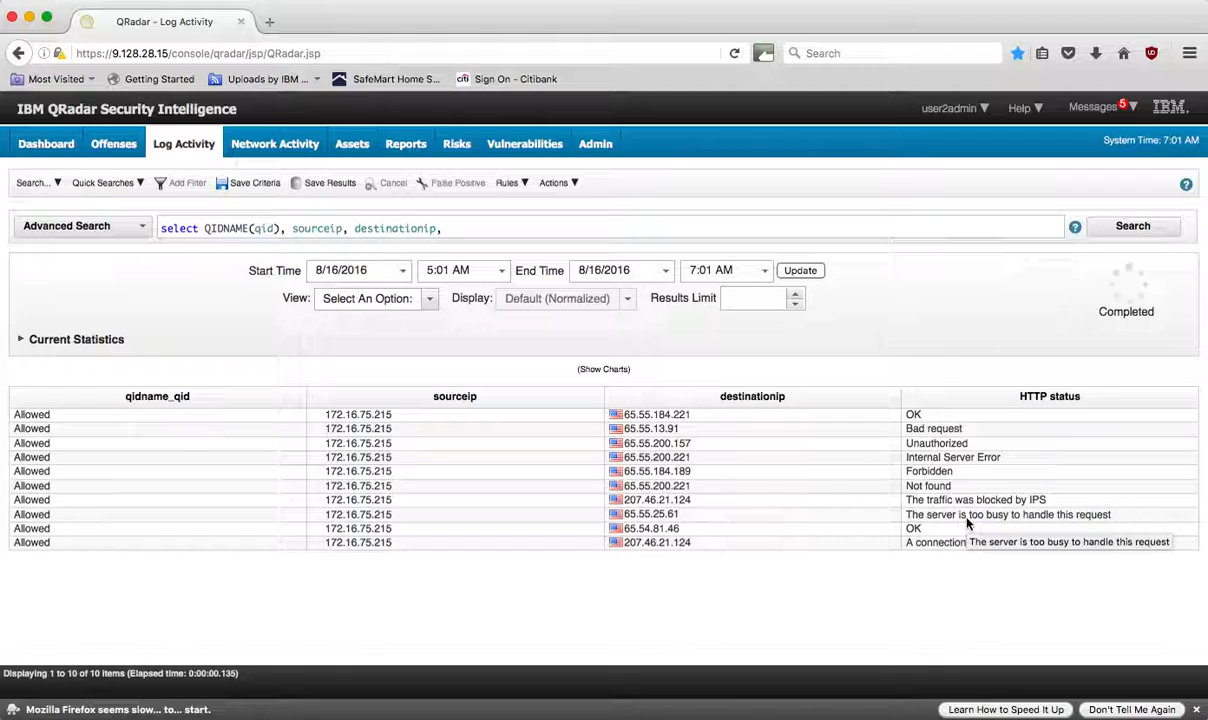 QRadar - Log Activity
https://9.128.28.15/console/qradar/jsp/QRadar.jsp
Search
Most Visited
Getting Started
Uploads by IBM ...
SafeMart Home S...
citi Sign On - Citibank
IBM QRadar Security Intelligence
user2admin
Help
Messages 5
IBM.
Dashboard
Offenses
Log Activity
Network Activity
Assets
Reports
Risks
Vulnerabilities
Admin
System Time: 7:01 AM
Search...
Quick Searches
Add Filter
Save Criteria
Save Results
Cancel
False Positive
Rules
Actions
Advanced Search
select QIDNAME(qid), sourceip, destinationip,
Search
Start Time 8/16/2016 5:01 AM End Time 8/16/2016 7:01 AM Update
View: Select An Option: Display: Default (Normalized) Results Limit
Completed
Current Statistics
(Show Charts)
qidname_qid sourceip destinationip HTTP status
Allowed 172.16.75.215 65.55.184.221 OK
Allowed 172.16.75.215 65.55.13.91 Bad request
Allowed 172.16.75.215 65.55.200.157 Unauthorized
Allowed 172.16.75.215 65.55.200.221 Internal Server Error
Allowed 172.16.75.215 65.55.184.189 Forbidden
Allowed 172.16.75.215 65.55.200.221 Not found
Allowed 172.16.75.215 207.46.21.124 The traffic was blocked by IPS
Allowed 172.16.75.215 65.55.25.61 The server is too busy to handle this request
Allowed 172.16.75.215 65.54.81.46 OK
Allowed 172.16.75.215 207.46.21.124 A connection
The server is too busy to handle this request
Displaying 1 to 10 of 10 items (Elapsed time: 0:00:00.135)
Mozilla Firefox seems slow... to... start.
Learn How to Speed It Up
Don't Tell Me Again